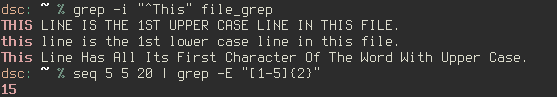 dsc: ~ % grep -i "^This" file_grep
THIS LINE IS THE 1ST UPPER CASE LINE IN THIS FILE.
this line is the 1st lower case line in this file.
This Line Has All Its First Character Of The Word With Upper Case.
dsc: ~ % seq 5 5 20 | grep -E "[1-5]{2}"
15